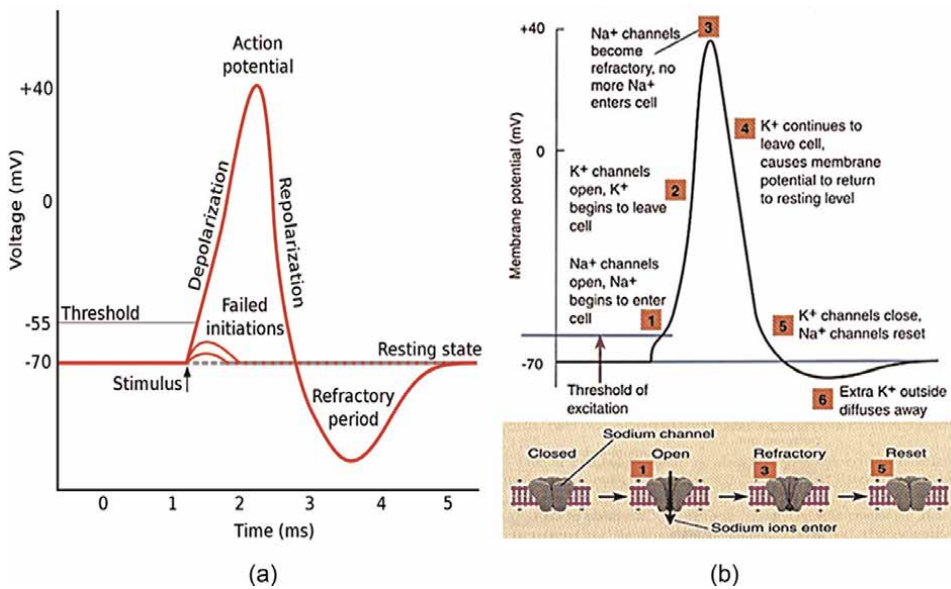 Action
potential
+40
0
-55
-70
Voltage (mV)
Depolarization
Repolarization
Threshold
Failed
initiations
Stimulus
Resting state
Refractory
period
0
1
2
3
4
5
Time (ms)
(a)
+40
0
-70
Membrane potential (mV)
3
Na+ channels
become
refractory, no
more Na+
enters cell
4
K+ continues to
leave cell,
causes membrane
potential to return
to resting level
K+ channels
open, K+
begins to leave
cell
2
Na+ channels
open, Na+
begins to enter
cell
1
5
K+ channels close,
Na+ channels reset
Threshold of
excitation
6
Extra K+ outside
diffuses away
Sodium channel
Closed
Open
Refractory
Reset
1
3
5
Sodium ions enter
(b)